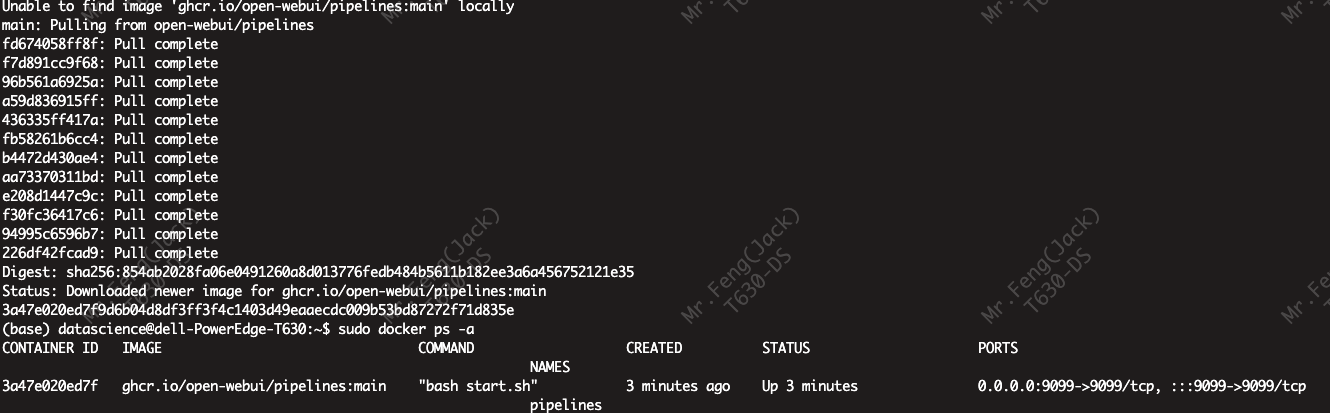 Unable to find image 'ghcr.io/open-webui/pipelines:main' locally
main: Pulling from open-webui/pipelines
fd674058ff8f: Pull complete
f7d891cc9f68: Pull complete
96b561a6925a: Pull complete
a59d836915ff: Pull complete
436335ff417a: Pull complete
fb58261b6cc4: Pull complete
b4472d430ae4: Pull complete
aa73370311bd: Pull complete
e208d1447c9c: Pull complete
f30fc36417c6: Pull complete
94995c6596b7: Pull complete
226df42fcad9: Pull complete
Digest: sha256:854ab2028fa06e0491260a8d013776fedb484b5611b182ee3a6a456752121e35
Status: Downloaded newer image for ghcr.io/open-webui/pipelines:main
3a47e020ed7f9d6b04d8df3ff3f4c1403d49eaaecdc009b53bd87272f71d835e
(base) datascience@dell-PowerEdge-T630:~$ sudo docker ps -a
CONTAINER ID IMAGE COMMAND CREATED STATUS PORTS
NAMES
3a47e020ed7f ghcr.io/open-webui/pipelines:main "bash start.sh" 3 minutes ago Up 3 minutes 0.0.0.0:9099->9099/tcp, :::9099->9099/tcp
pipelines
Mr.Feng(Jack)
T630-DS
Mr.Feng(Jack)
T630-DS